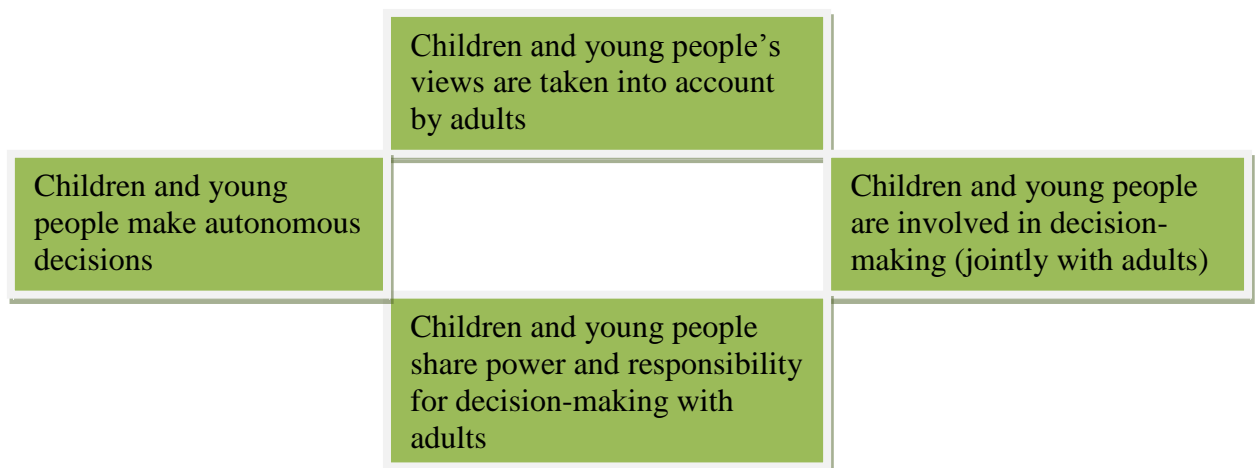 Children and young people’s
views are taken into account
by adults
Children and young
people make autonomous
decisions
Children and young people
are involved in decision-
making (jointly with adults)
Children and young people
share power and responsibility
for decision-making with
adults